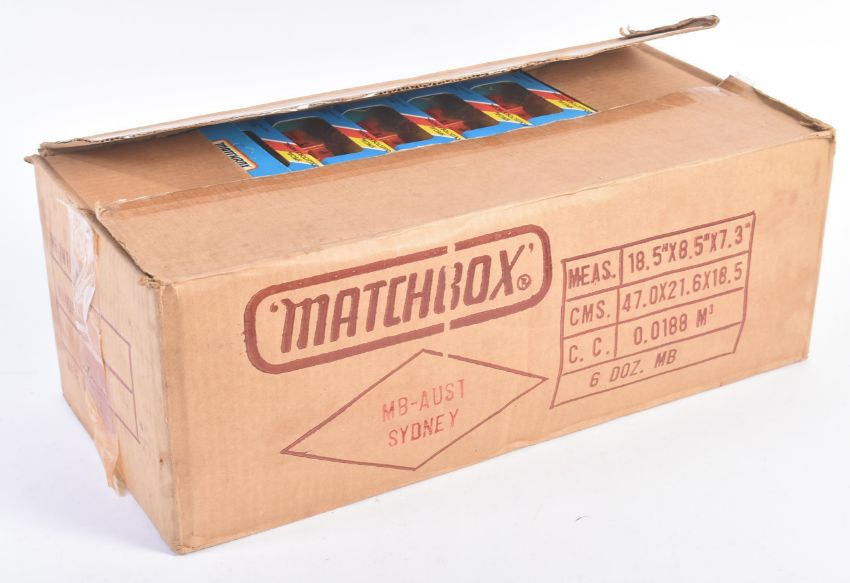 MATCHBOX
'MATCHBOX'®
MB-AUST
SYDNEY
MEAS. 18.5"X8.5"X7.3"
CMS. 47.0X21.6X18.5
C. C. 0.0188 M³
6 DOZ. MB